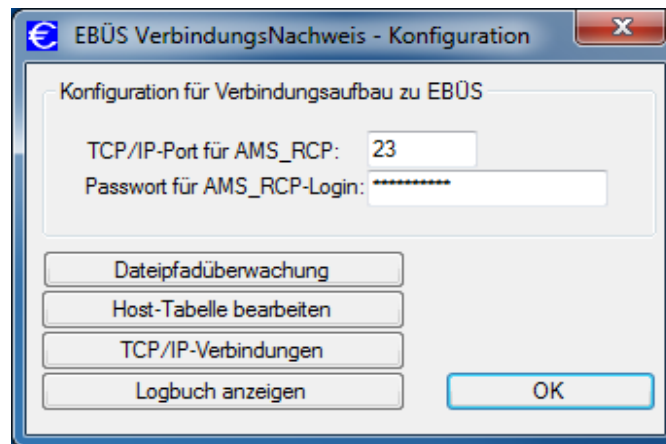 EBÜS VerbindungsNachweis - Konfiguration
Konfiguration für Verbindungsaufbau zu EBÜS
TCP/IP-Port für AMS_RCP: 23
Passwort für AMS_RCP-Login: **********
Dateipfadüberwachung
Host-Tabelle bearbeiten
TCP/IP-Verbindungen
Logbuch anzeigen
OK